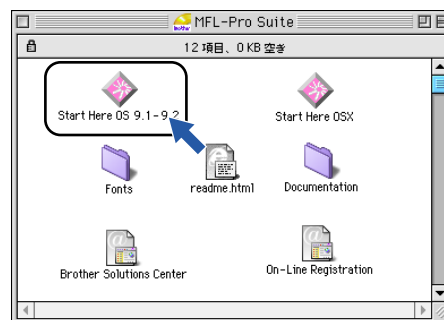 MFL-Pro Suite
12 項目、0 KB 空き
Start Here OS 9.1-9.2
Start Here OSX
Fonts
readme.html
Documentation
Brother Solutions Center
On-Line Registration